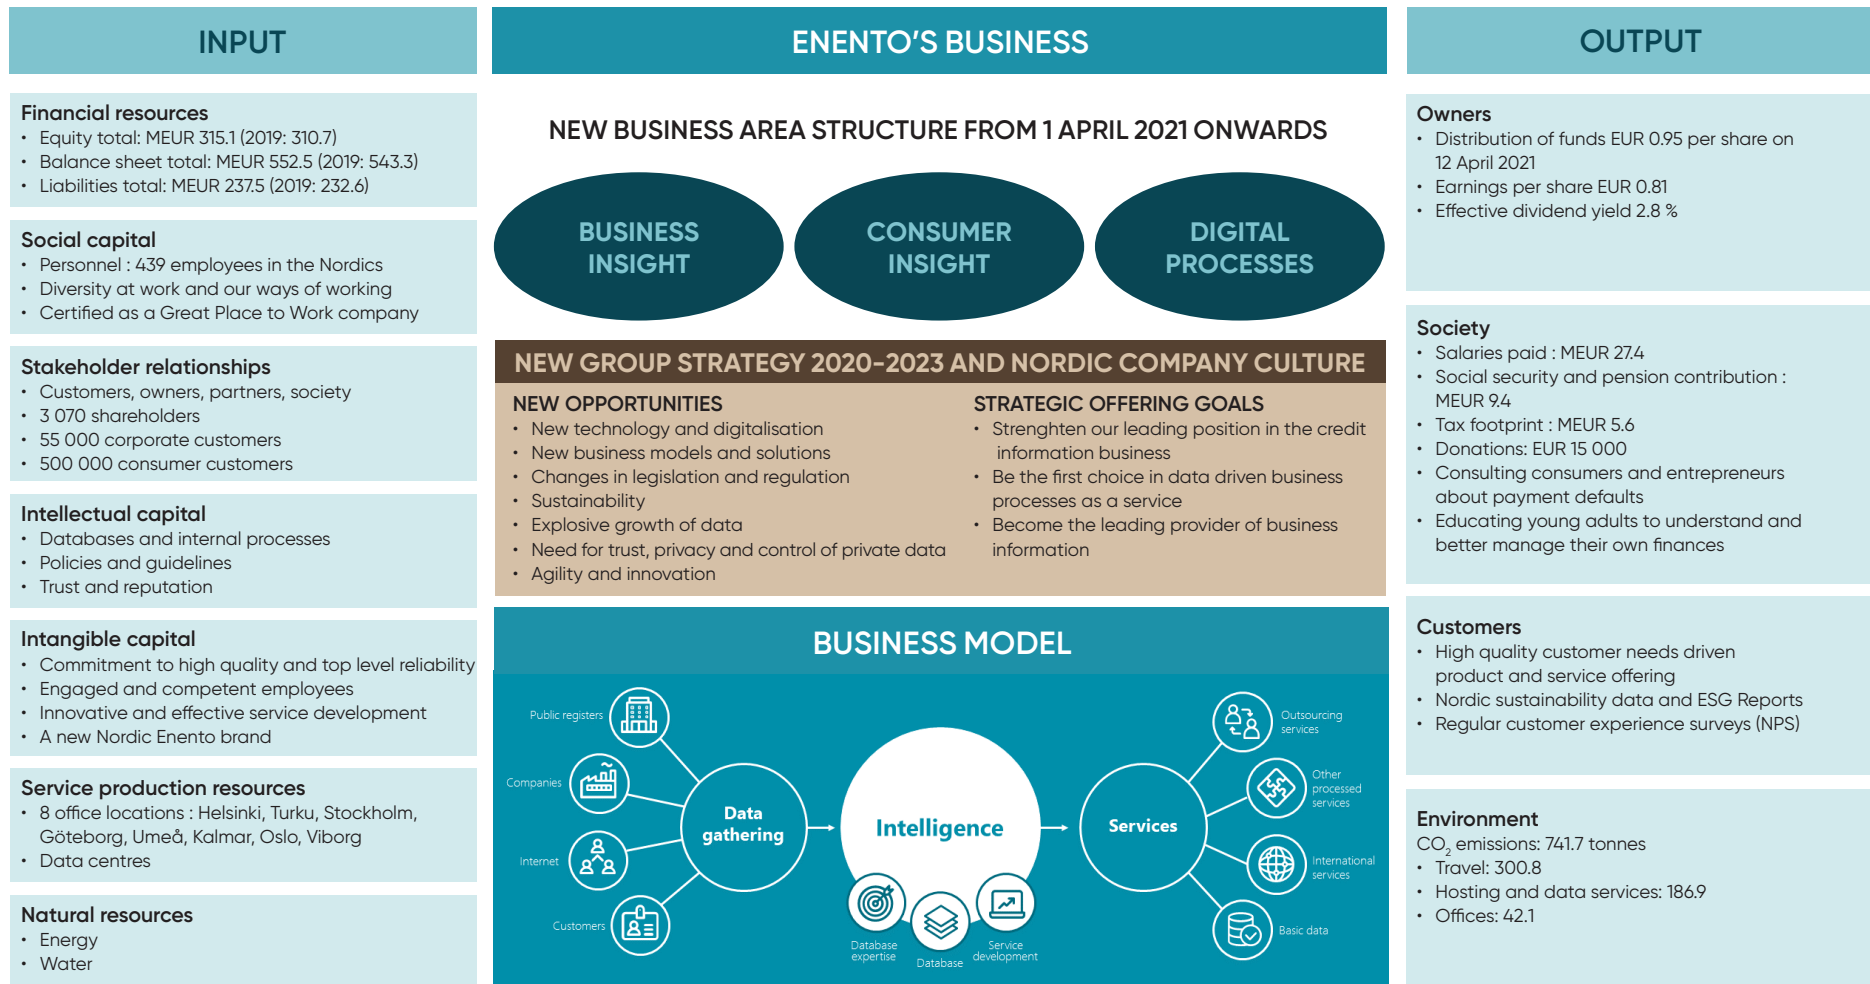 INPUT
Financial resources
• Equity total: MEUR 315.1 (2019: 310.7)
• Balance sheet total: MEUR 552.5 (2019: 543.3)
• Liabilities total: MEUR 237.5 (2019: 232.6)
Social capital
• Personnel : 439 employees in the Nordics
• Diversity at work and our ways of working
• Certified as a Great Place to Work company
Stakeholder relationships
• Customers, owners, partners, society
• 3 070 shareholders
• 55 000 corporate customers
• 500 000 consumer customers
Intellectual capital
• Databases and internal processes
• Policies and guidelines
• Trust and reputation
Intangible capital
• Commitment to high quality and top level reliability
• Engaged and competent employees
• Innovative and effective service development
• A new Nordic Enento brand
Service production resources
• 8 office locations : Helsinki, Turku, Stockholm,
Göteborg, Umeå, Kalmar, Oslo, Viborg
• Data centres
Natural resources
• Energy
• Water
ENENTO'S BUSINESS
NEW BUSINESS AREA STRUCTURE FROM 1 APRIL 2021 ONWARDS
BUSINESS
INSIGHT
CONSUMER
INSIGHT
DIGITAL
PROCESSES
NEW GROUP STRATEGY 2020-2023 AND NORDIC COMPANY CULTURE
NEW OPPORTUNITIES
• New technology and digitalisation
• New business models and solutions
• Changes in legislation and regulation
• Sustainability
• Explosive growth of data
• Need for trust, privacy and control of private data
• Agility and innovation
STRATEGIC OFFERING GOALS
• Strenghten our leading position in the credit
information business
• Be the first choice in data driven business
processes as a service
• Become the leading provider of business
information
BUSINESS MODEL
Public registers
Companies
Internet
Customers
Data
gathering
Intelligence
Database
expertise
Database
Service
development
Services
Outsourcing
services
Other
processed
services
International
services
Basic data
OUTPUT
Owners
• Distribution of funds EUR 0.95 per share on
12 April 2021
• Earnings per share EUR 0.81
• Effective dividend yield 2.8 %
Society
• Salaries paid : MEUR 27.4
• Social security and pension contribution :
MEUR 9.4
• Tax footprint : MEUR 5.6
• Donations: EUR 15 000
• Consulting consumers and entrepreneurs
about payment defaults
• Educating young adults to understand and
better manage their own finances
Customers
• High quality customer needs driven
product and service offering
• Nordic sustainability data and ESG Reports
• Regular customer experience surveys (NPS)
Environment
CO₂ emissions: 741.7 tonnes
• Travel: 300.8
• Hosting and data services: 186.9
• Offices: 42.1